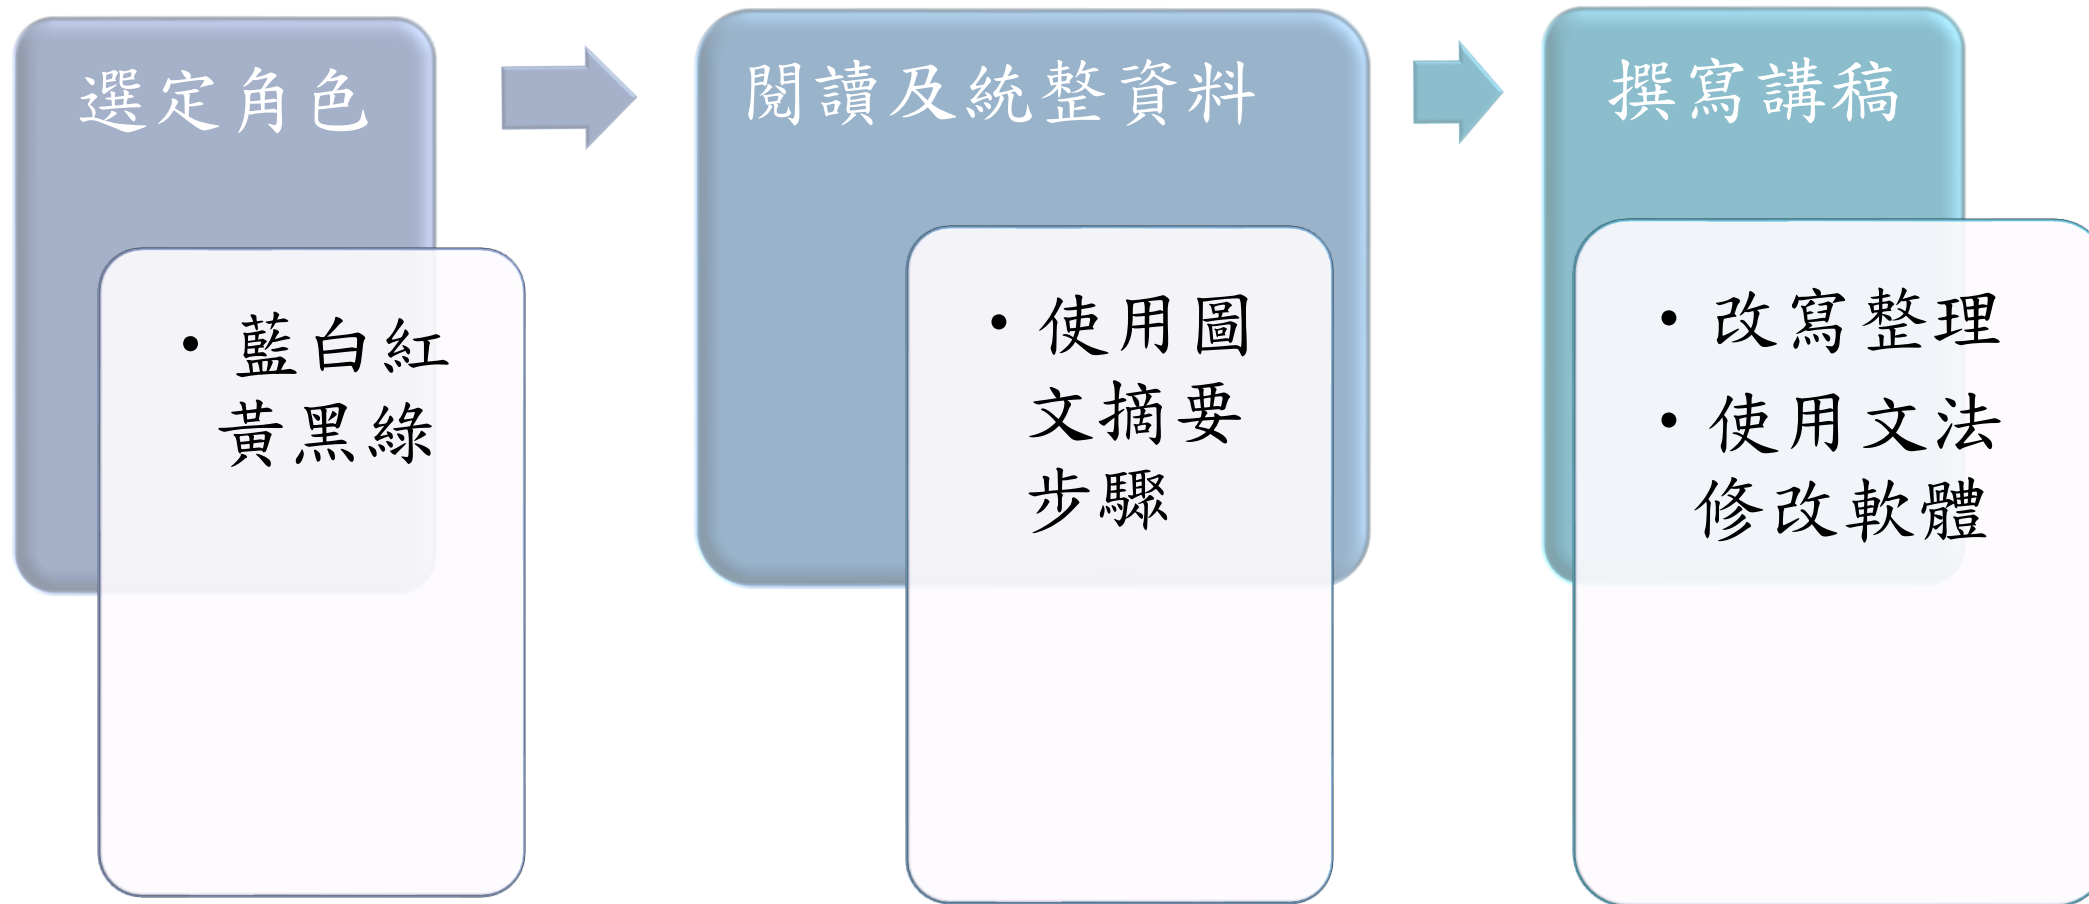 選定角色
• 藍白紅
黃黑綠
閱讀及統整資料
• 使用圖
文摘要
步驟
撰寫講稿
• 改寫整理
• 使用文法
修改軟體